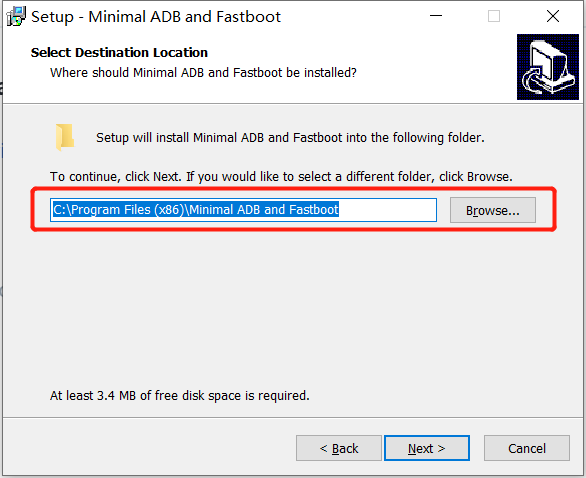 Setup - Minimal ADB and Fastboot
Select Destination Location
Where should Minimal ADB and Fastboot be installed?
Setup will install Minimal ADB and Fastboot into the following folder.
To continue, click Next. If you would like to select a different folder, click Browse.
C:\Program Files (x86)\Minimal ADB and Fastboot
Browse...
At least 3.4 MB of free disk space is required.
< Back
Next >
Cancel